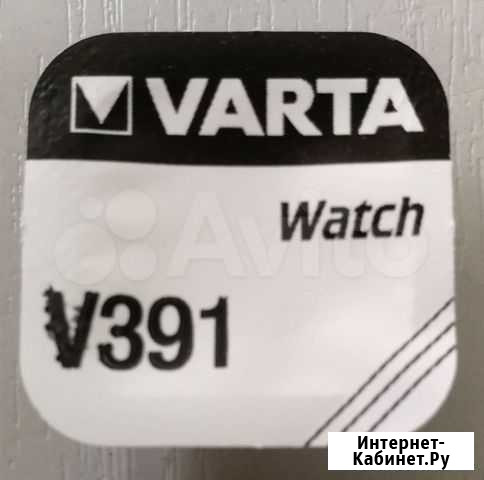 VARTA
Watch
Avito
V391
Интернет-
Кабинет.Ру